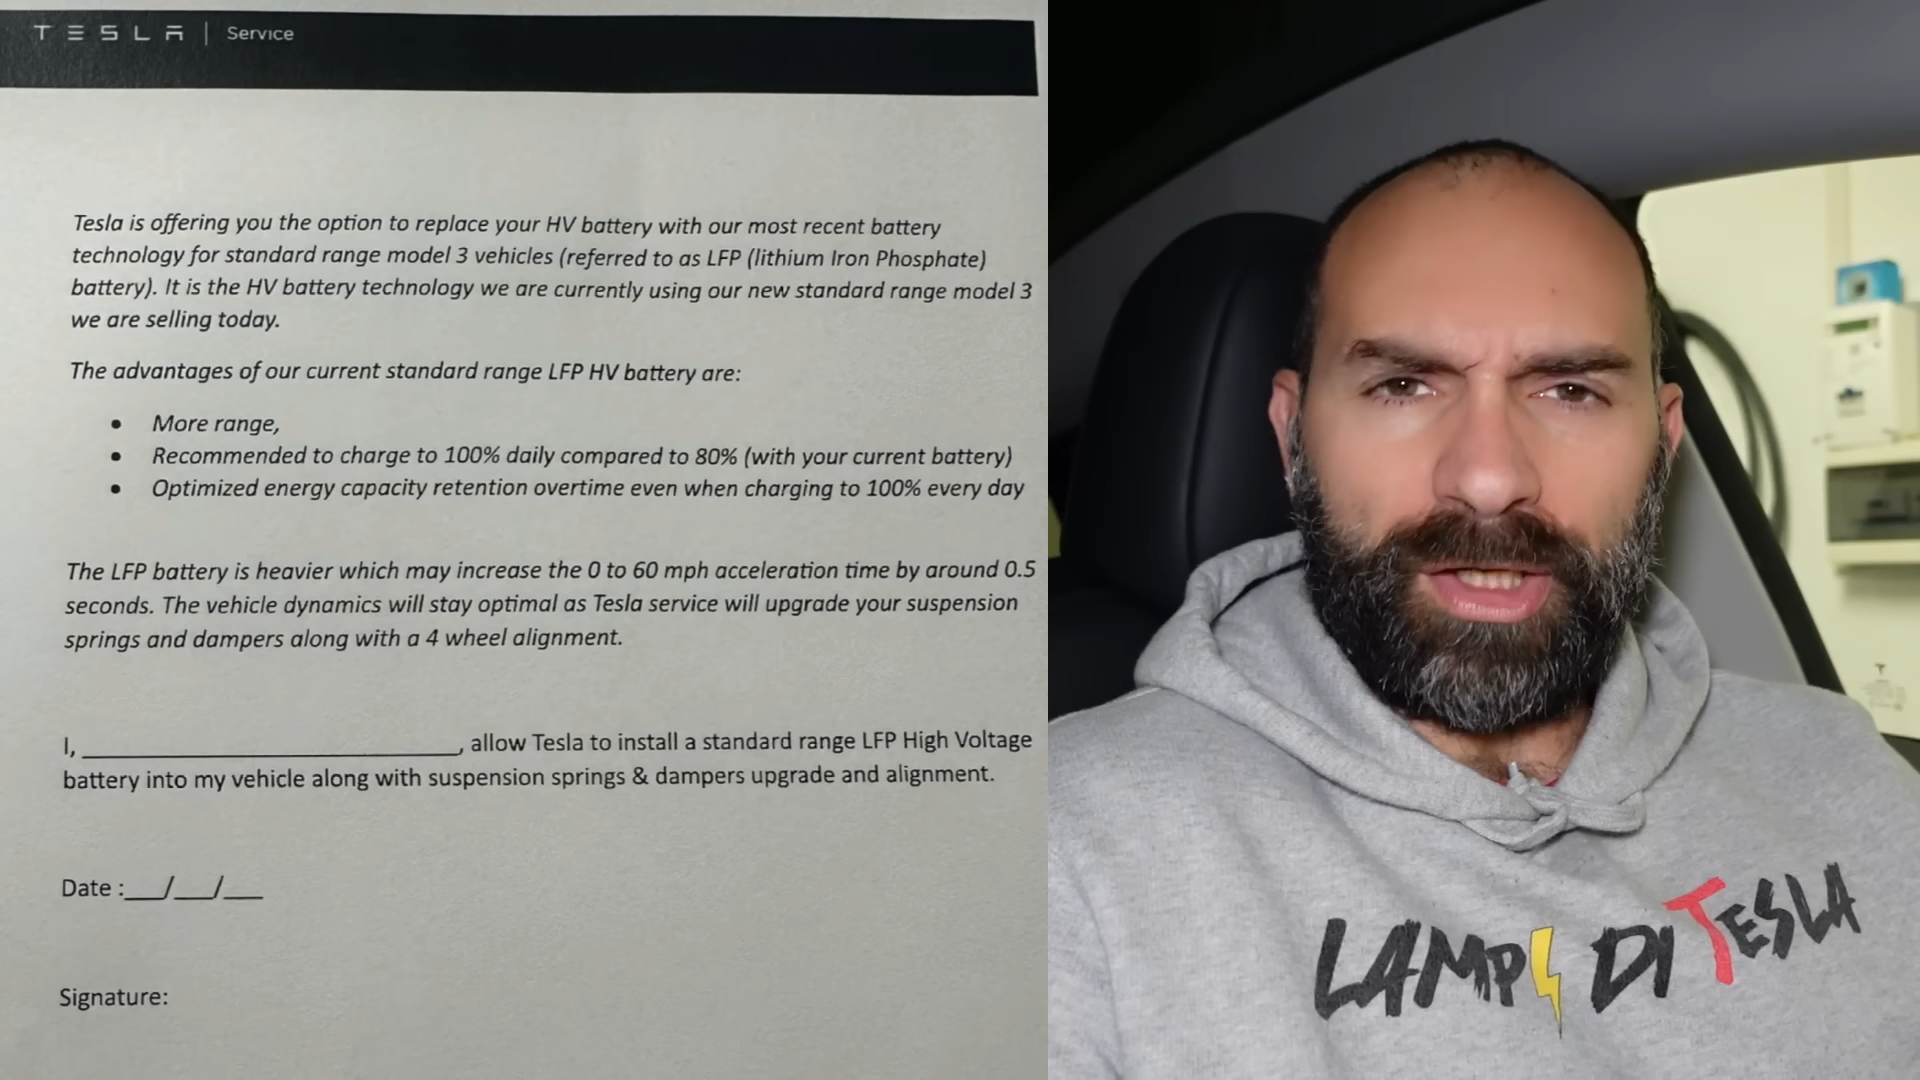 TESLA | Service
Tesla is offering you the option to replace your HV battery with our most recent battery
technology for standard range model 3 vehicles (referred to as LFP (lithium Iron Phosphate)
battery). It is the HV battery technology we are currently using our new standard range model 3
we are selling today.
The advantages of our current standard range LFP HV battery are:
• More range,
• Recommended to charge to 100% daily compared to 80% (with your current battery)
• Optimized energy capacity retention overtime even when charging to 100% every day
The LFP battery is heavier which may increase the 0 to 60 mph acceleration time by around 0.5
seconds. The vehicle dynamics will stay optimal as Tesla service will upgrade your suspension
springs and dampers along with a 4 wheel alignment.
I, ______________________________, allow Tesla to install a standard range LFP High Voltage
battery into my vehicle along with suspension springs & dampers upgrade and alignment.
Date :___/___/___
Signature:
LAMPI DI TESLA